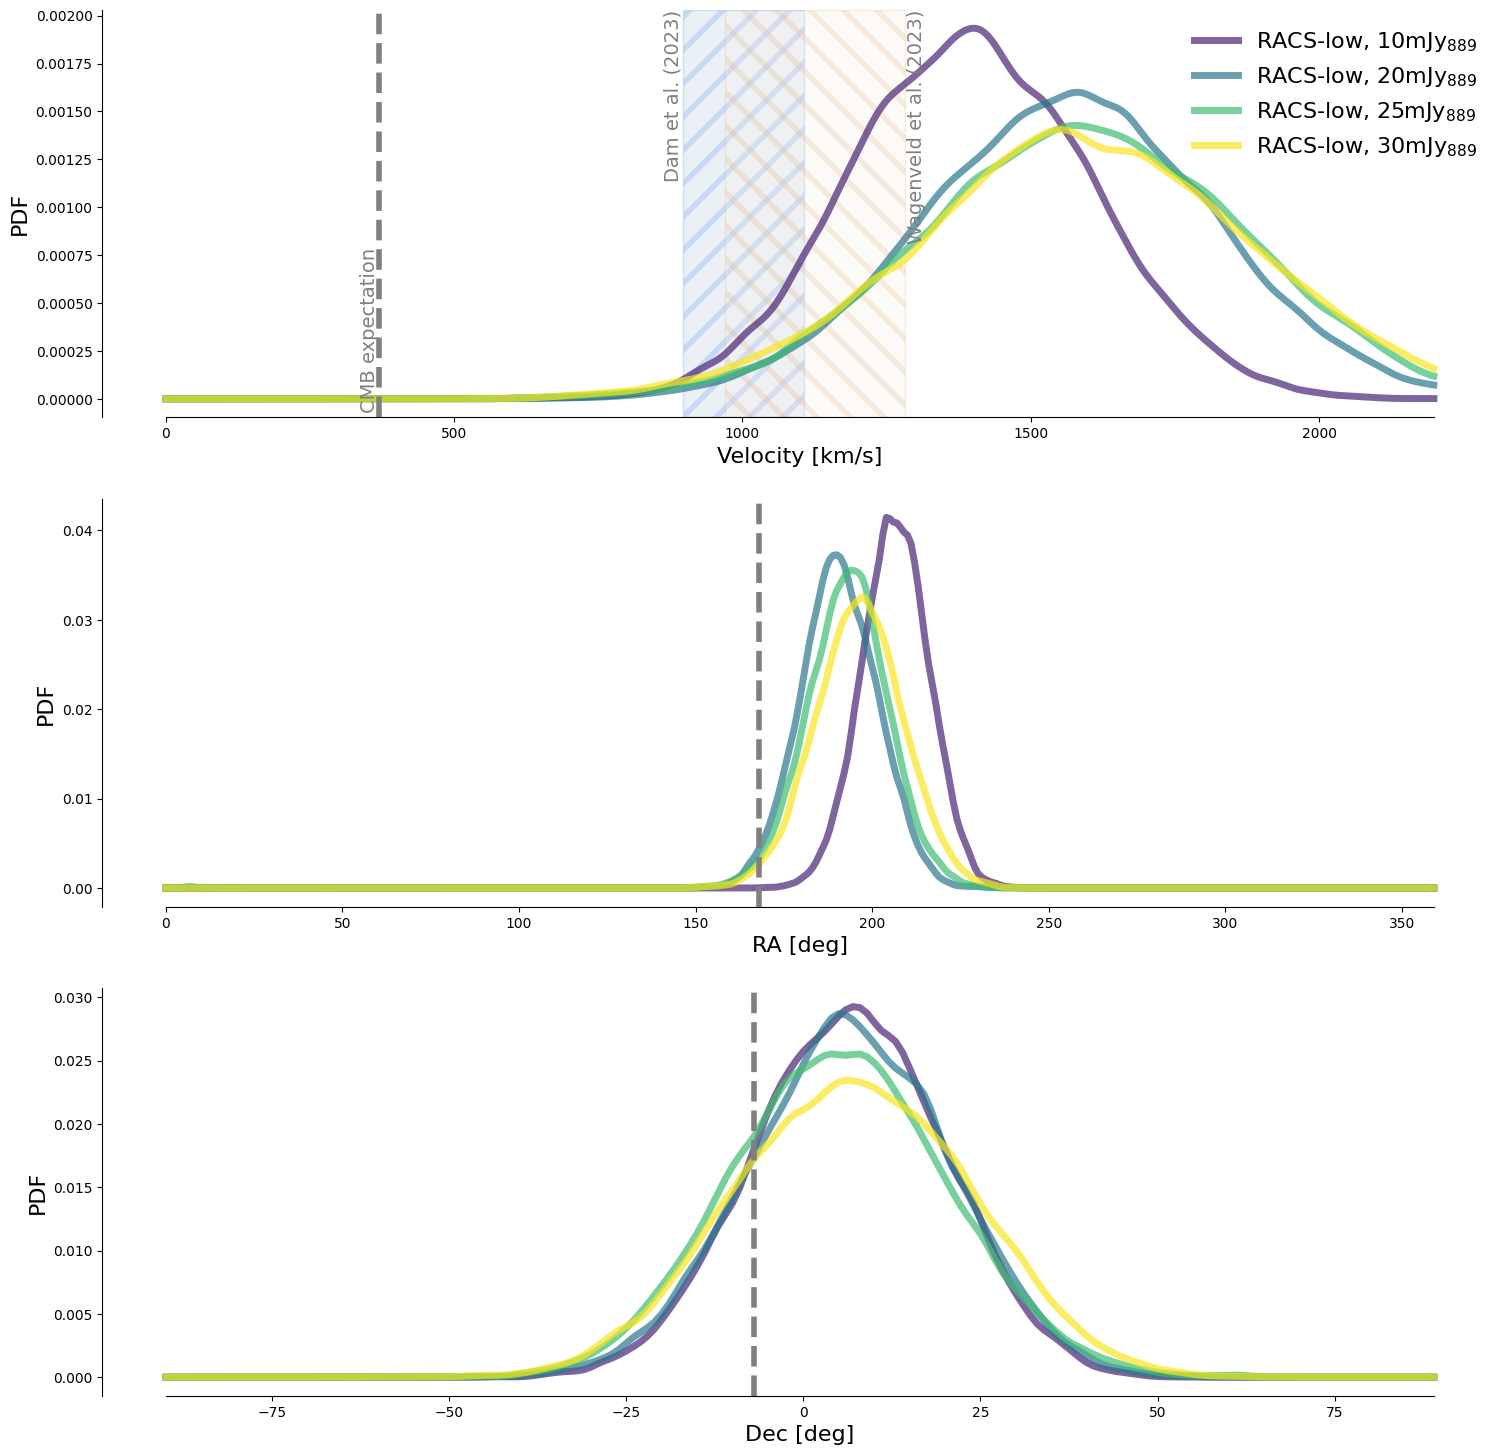 0.00200
0.00175
0.00150
0.00125
0.00100
0.00075
0.00050
0.00025
0.00000
PDF
CMB expectation
Dam et al. (2023)
Wagenveld et al. (2023)
RACS-low, 10mJy889
RACS-low, 20mJy889
RACS-low, 25mJy889
RACS-low, 30mJy889
0 500 1000 1500 2000
Velocity [km/s]
0.04
0.03
0.02
0.01
0.00
PDF
0 50 100 150 200 250 300 350
RA [deg]
0.030
0.025
0.020
0.015
0.010
0.005
0.000
PDF
−75 −50 −25 0 25 50 75
Dec [deg]